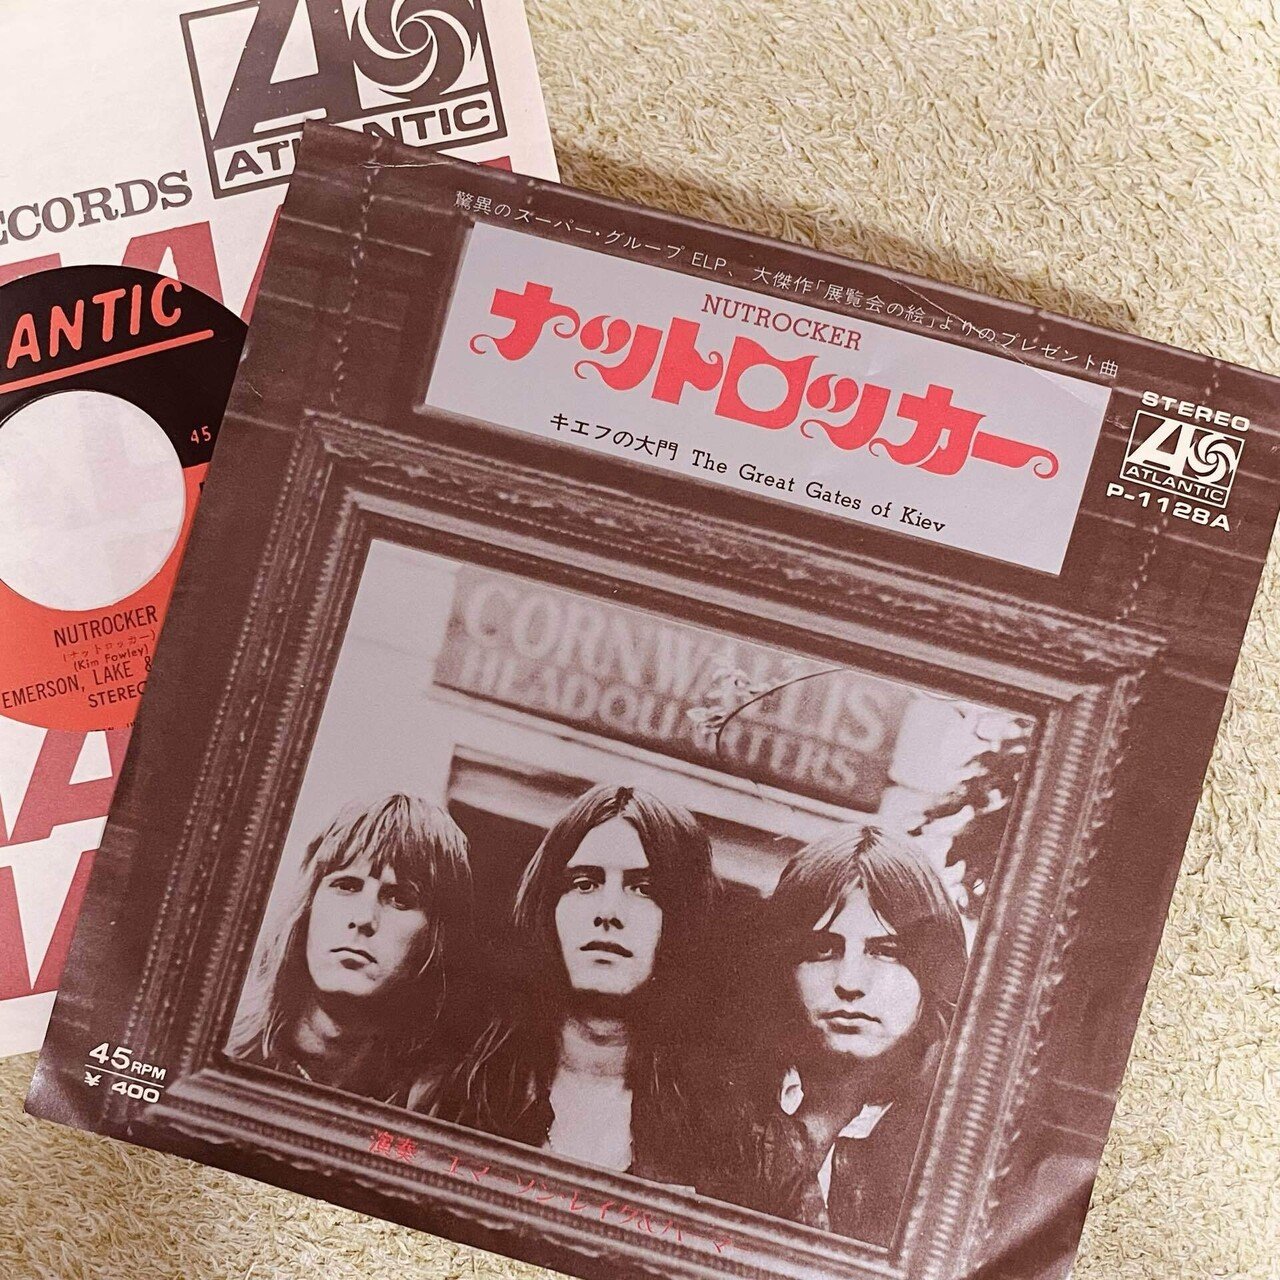 ATLANTIC
ECORDS
ANTIC
45
NUTROCKER
(ナットロッカー)
(Kim Fowley)
EMERSON, LAKE &
STEREO
驚異のスーパー・グループ ELP、大傑作「展覧会の絵」よりのプレゼント曲
NUTROCKER
ナットロッカー
キエフの大門 The Great Gates of Kiev
STEREO
ATLANTIC
P-1128A
CORNWALLIS
HEADQUARTERS
45RPM
¥ 400
演奏 エマーソン・レイク&パーマー